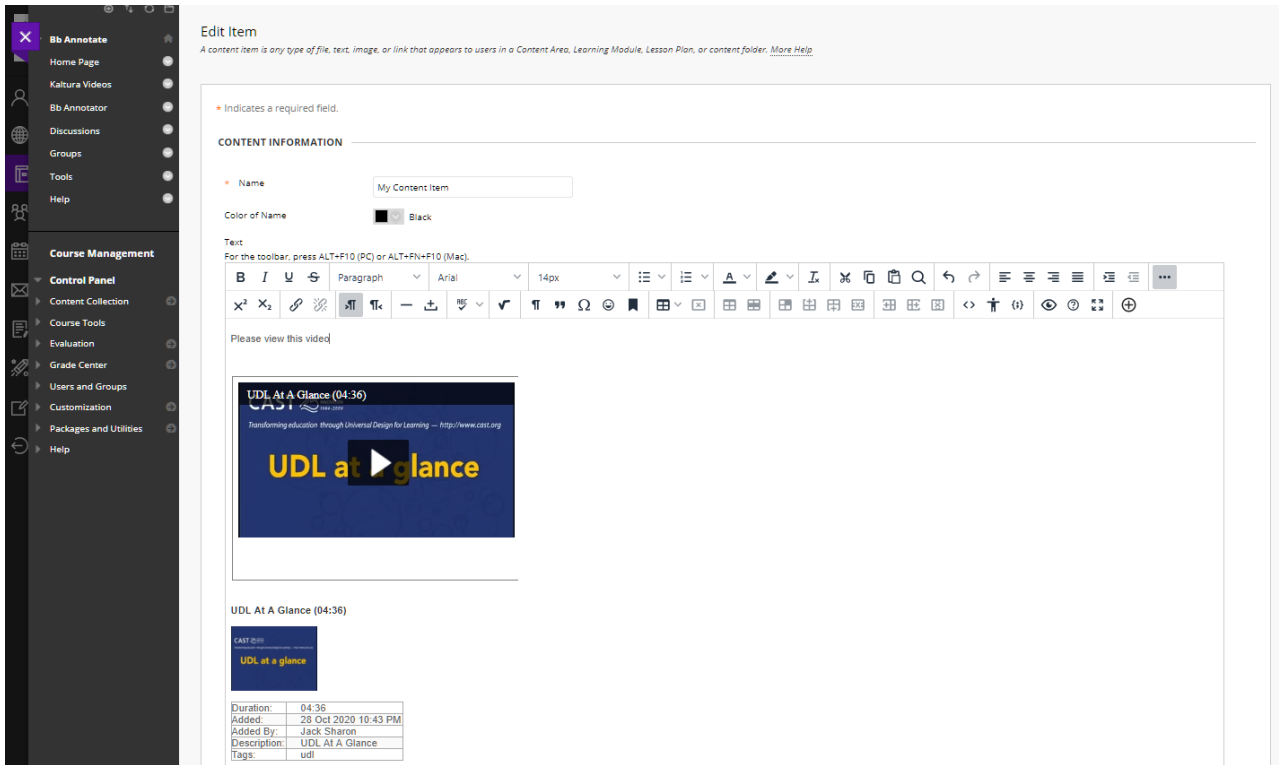 Bb Annotate
Home Page
Kaltura Videos
Bb Annotator
Discussions
Groups
Tools
Help
Course Management
Control Panel
Content Collection
Course Tools
Evaluation
Grade Center
Users and Groups
Customization
Packages and Utilities
Help
Edit Item
A content item is any type of file, text, image, or link that appears to users in a Content Area, Learning Module, Lesson Plan, or content folder. More Help
* Indicates a required field.
CONTENT INFORMATION
* Name My Content Item
Color of Name Black
Text
For the toolbar, press ALT+F10 (PC) or ALT+FN+F10 (Mac).
Paragraph Arial 14px
Please view this video
UDL At A Glance (04:36)
CAST
1984-2009
Transforming education through Universal Design for Learning — http://www.cast.org
UDL at a glance
UDL At A Glance (04:36)
CAST
UDL at a glance
Duration: 04:36
Added: 28 Oct 2020 10:43 PM
Added By: Jack Sharon
Description: UDL At A Glance
Tags: udl